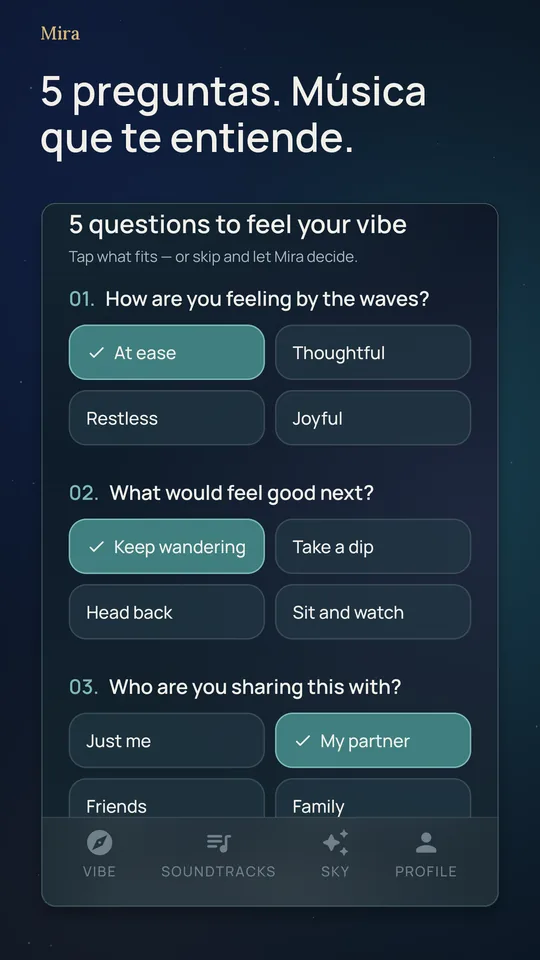 Mira
5 preguntas. Música
que te entiende.
5 questions to feel your vibe
Tap what fits — or skip and let Mira decide.
01. How are you feeling by the waves?
At ease
Thoughtful
Restless
Joyful
02. What would feel good next?
Keep wandering
Take a dip
Head back
Sit and watch
03. Who are you sharing this with?
Just me
My partner
Friends
Family
VIBE
SOUNDTRACKS
SKY
PROFILE